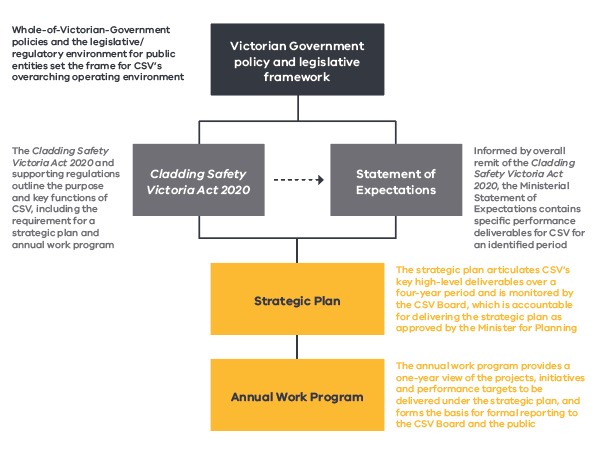 Whole-of-Victorian-Government
policies and the legislative/
regulatory environment for public
entities set the frame for CSV's
overarching operating environment
Victorian Government
policy and legislative
framework
The Cladding Safety
Victoria Act 2020 and
supporting regulations
outline the purpose
and key functions of
CSV, including the
requirement for a
strategic plan and
annual work program
Cladding Safety
Victoria Act 2020
Statement of
Expectations
Informed by overall
remit of the Cladding
Safety Victoria Act
2020, the Ministerial
Statement of
Expectations contains
specific performance
deliverables for CSV for
an identified period
Strategic Plan
The strategic plan articulates CSV's
key high-level deliverables over a
four-year period and is monitored by
the CSV Board, which is accountable
for delivering the strategic plan as
approved by the Minister for Planning
Annual Work Program
The annual work program provides a
one-year view of the projects, initiatives
and performance targets to be
delivered under the strategic plan, and
forms the basis for formal reporting to
the CSV Board and the public